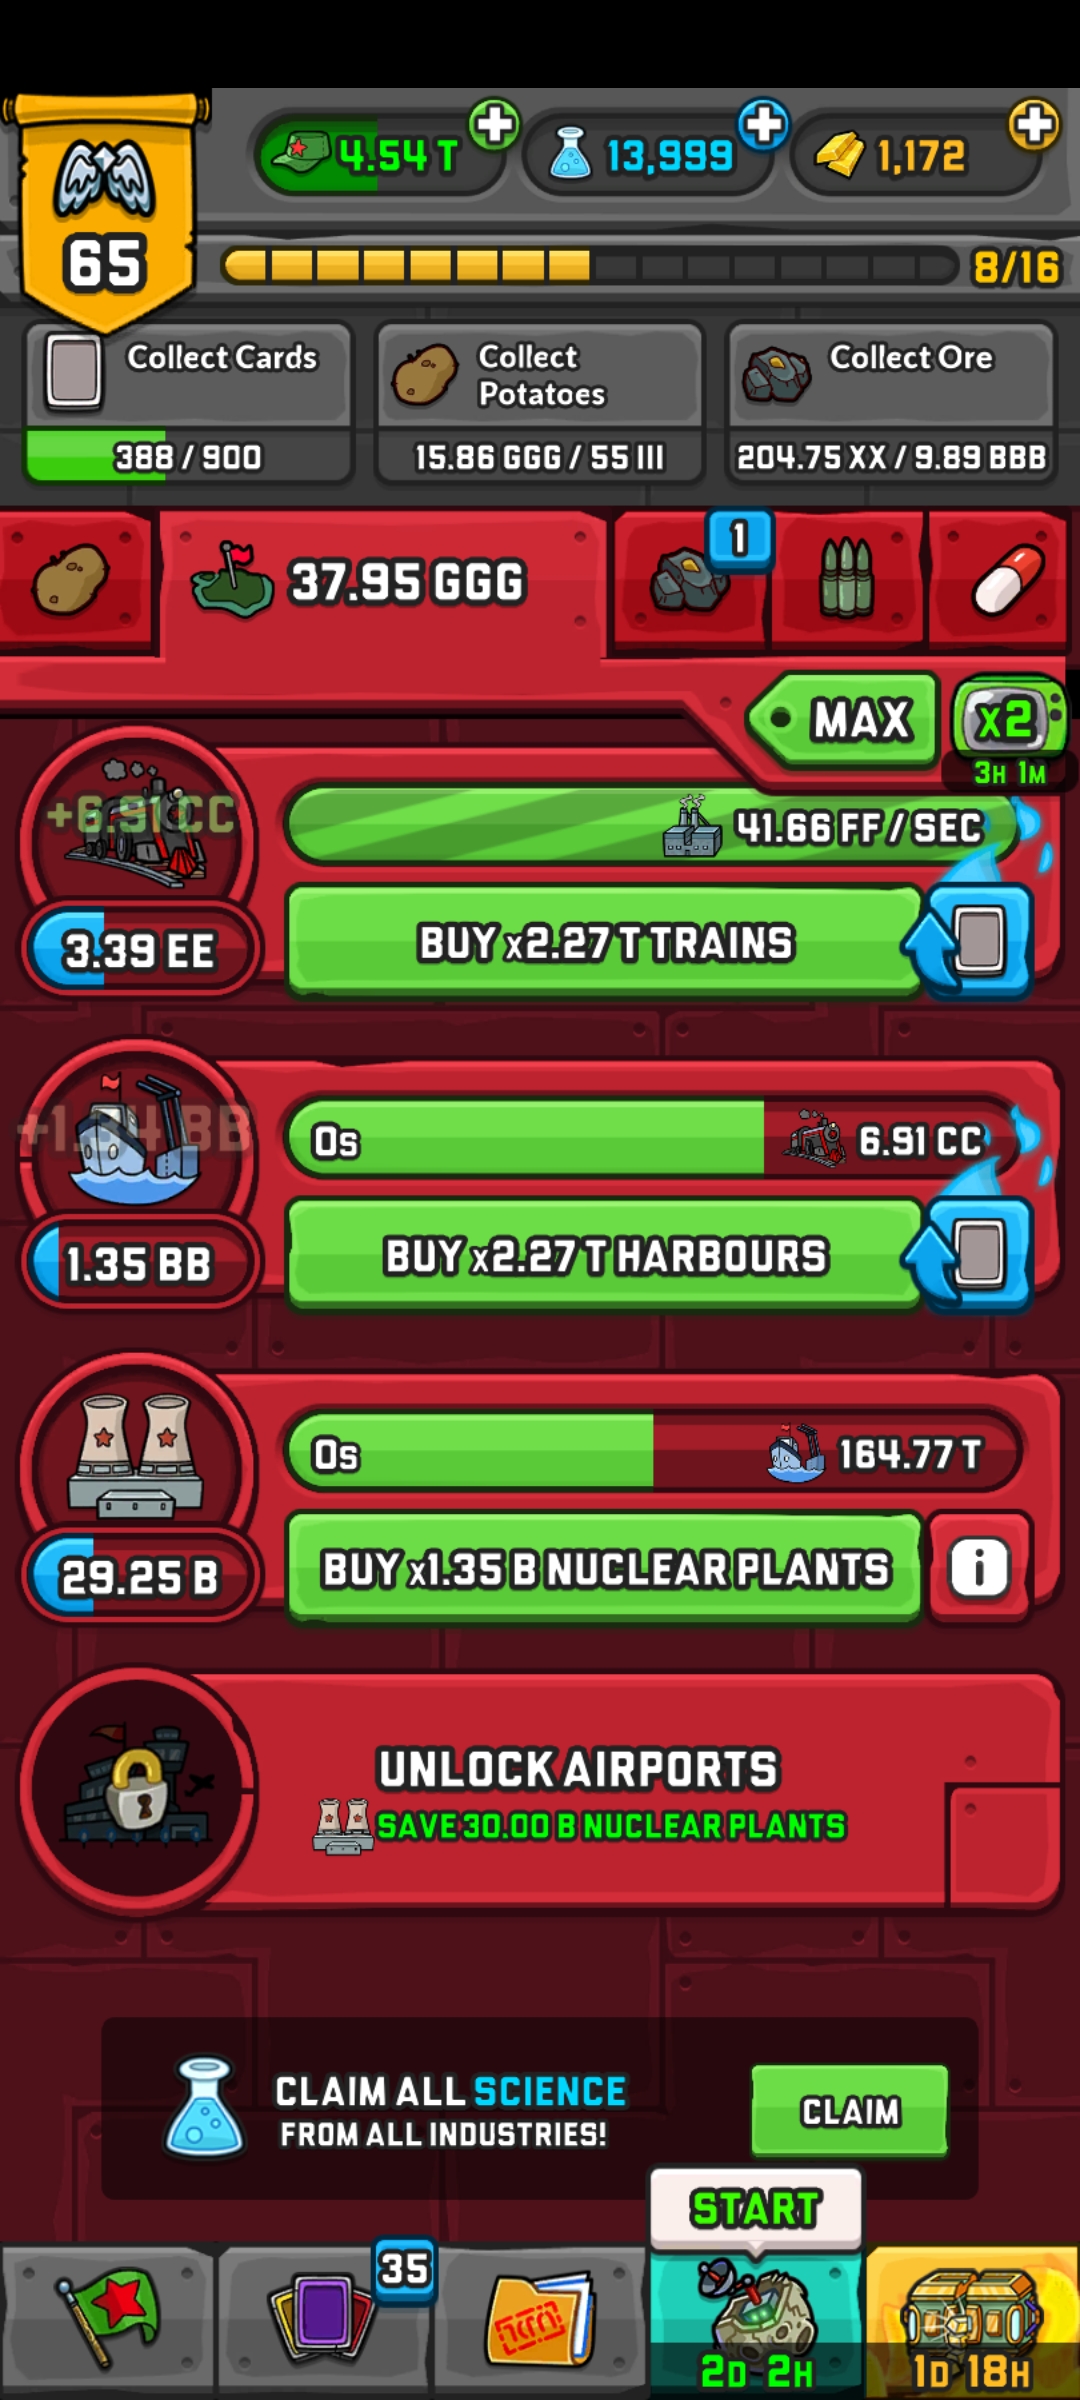 65
4.54 T
13,999
1,172
8/16
Collect Cards
388 / 900
Collect
Potatoes
15.86 GGG / 55 III
Collect Ore
204.75 XX / 9.89 BBB
37.95 GGG
1
MAX
x2
3H 1M
+6.91 CC
41.66 FF/SEC
3.39 EE
BUY x2.27 T TRAINS
0s
6.91 CC
1.35 BB
BUY x2.27 T HARBOURS
0s
164.77 T
29.25 B
BUY x1.35 B NUCLEAR PLANTS
i
UNLOCK AIRPORTS
SAVE 30.00 B NUCLEAR PLANTS
CLAIM ALL SCIENCE
FROM ALL INDUSTRIES!
CLAIM
START
35
2D 2H
1D 18H